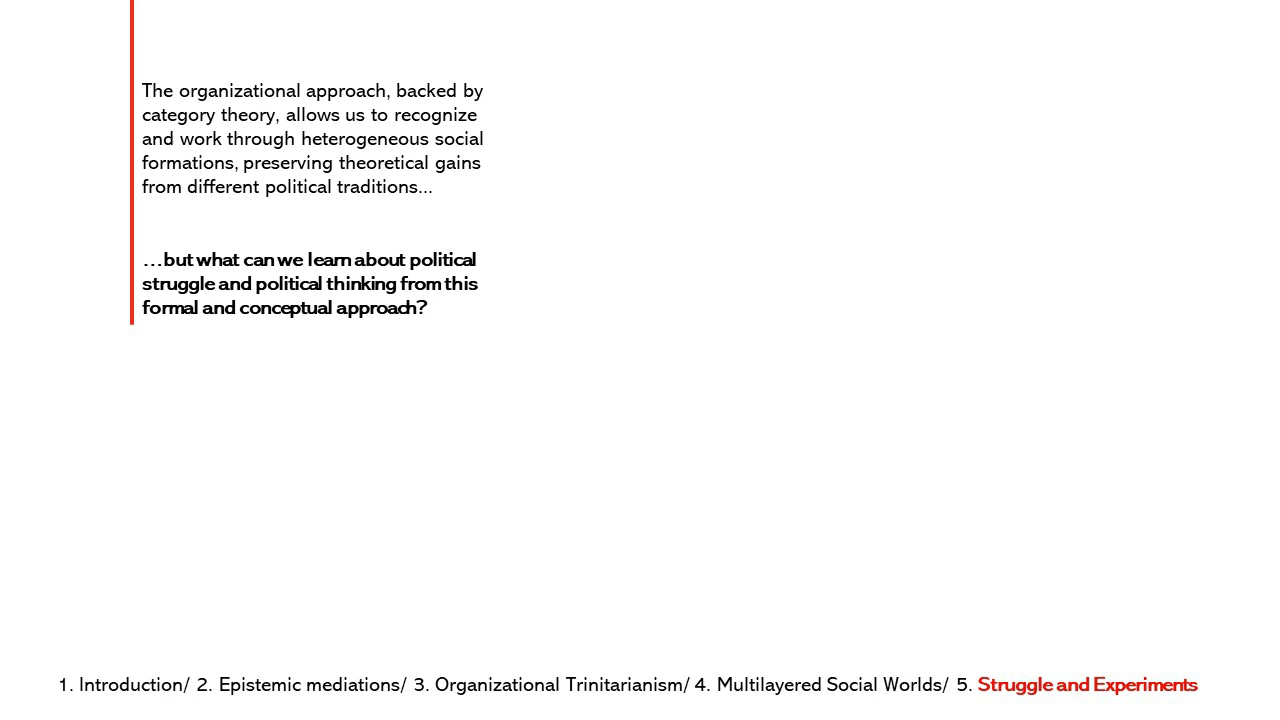 The organizational approach, backed by
category theory, allows us to recognize
and work through heterogeneous social
formations, preserving theoretical gains
from different political traditions...
...but what can we learn about political
struggle and political thinking from this
formal and conceptual approach?
1. Introduction/ 2. Epistemic mediations/ 3. Organizational Trinitarianism/ 4. Multilayered Social Worlds/ 5. Struggle and Experiments